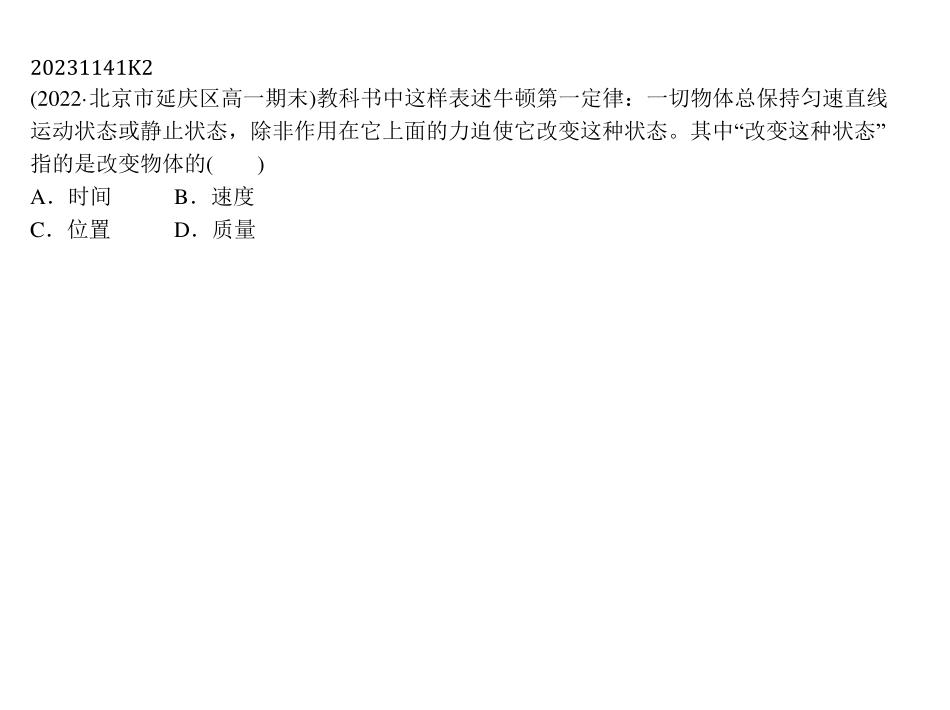 20231141K2
(2022·北京市延庆区高一期末)教科书中这样表述牛顿第一定律：一切物体总保持匀速直线
运动状态或静止状态，除非作用在它上面的力迫使它改变这种状态。其中“改变这种状态”
指的是改变物体的(　　)
A．时间　　　B．速度
C．位置　　　D．质量